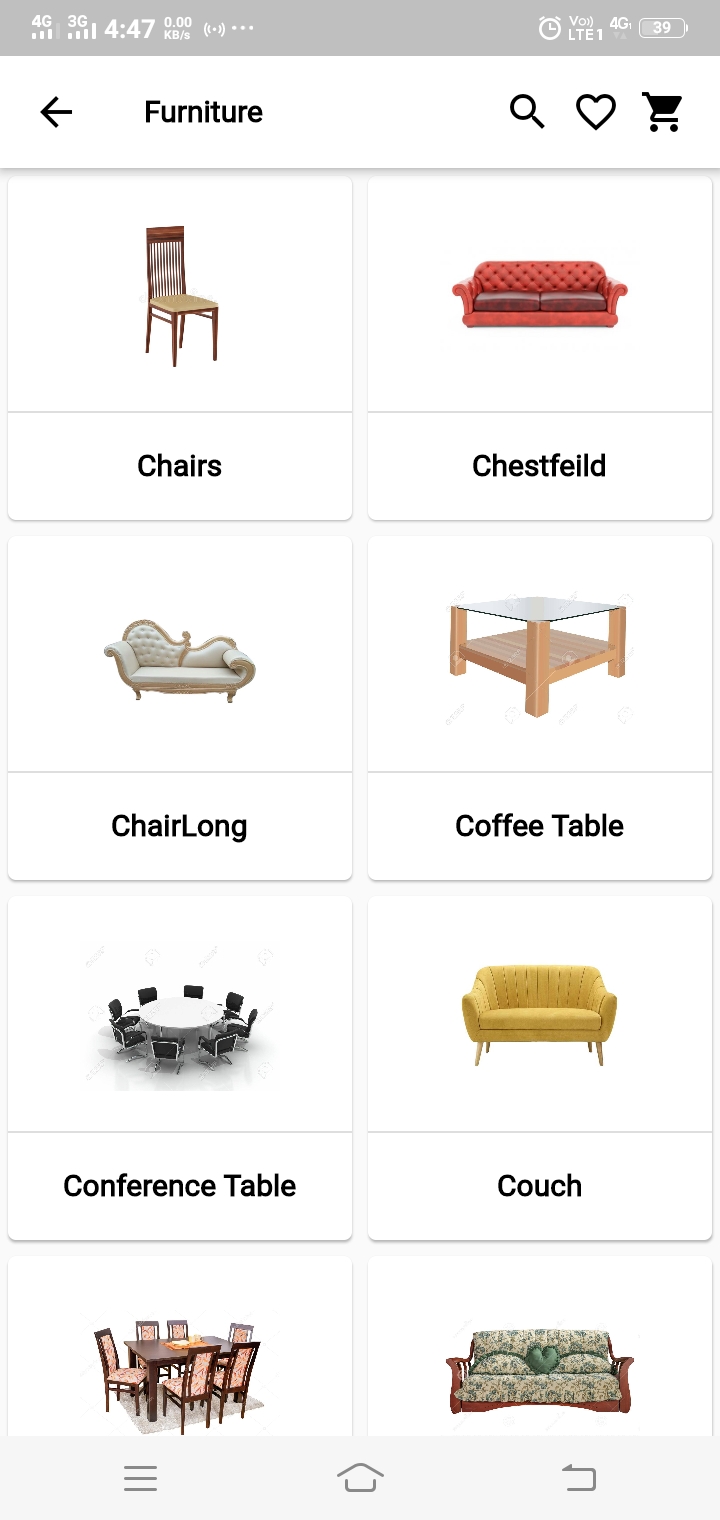 4G 3G 4:47 0.00 KB/s Vo)) LTE1 4G 39
Furniture
Chairs Chestfeild
ChairLong Coffee Table
Conference Table Couch